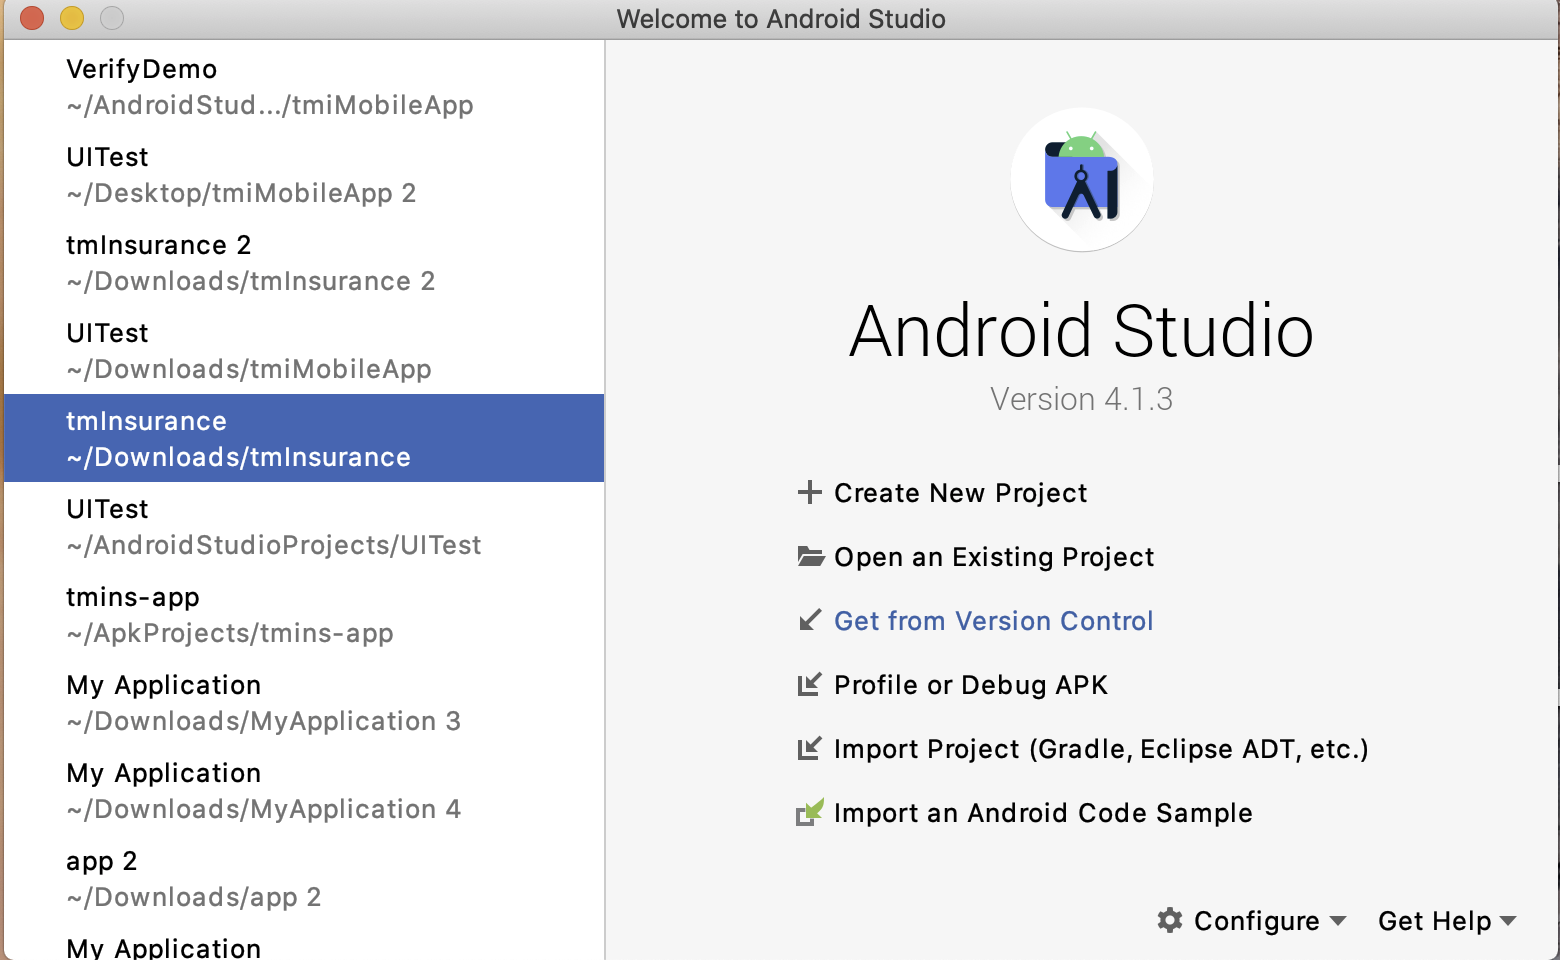 Welcome to Android Studio
VerifyDemo
~/AndroidStud.../tmiMobileApp
UITest
~/Desktop/tmiMobileApp 2
tmInsurance 2
~/Downloads/tmInsurance 2
UITest
~/Downloads/tmiMobileApp
tmInsurance
~/Downloads/tmInsurance
UITest
~/AndroidStudioProjects/UITest
tmins-app
~/ApkProjects/tmins-app
My Application
~/Downloads/MyApplication 3
My Application
~/Downloads/MyApplication 4
app 2
~/Downloads/app 2
My Application
Android Studio
Version 4.1.3
Create New Project
Open an Existing Project
Get from Version Control
Profile or Debug APK
Import Project (Gradle, Eclipse ADT, etc.)
Import an Android Code Sample
Configure
Get Help